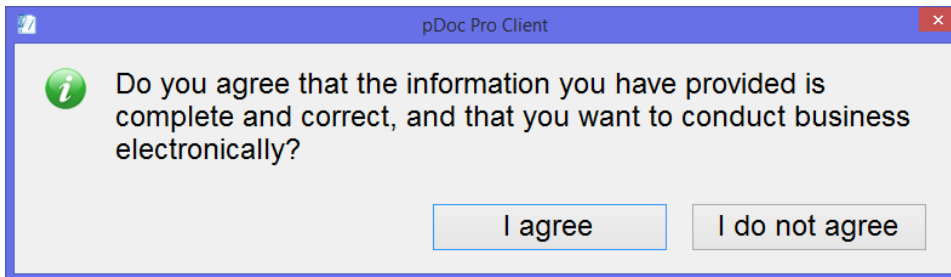 pDoc Pro Client
Do you agree that the information you have provided is
complete and correct, and that you want to conduct business
electronically?
I agree
I do not agree